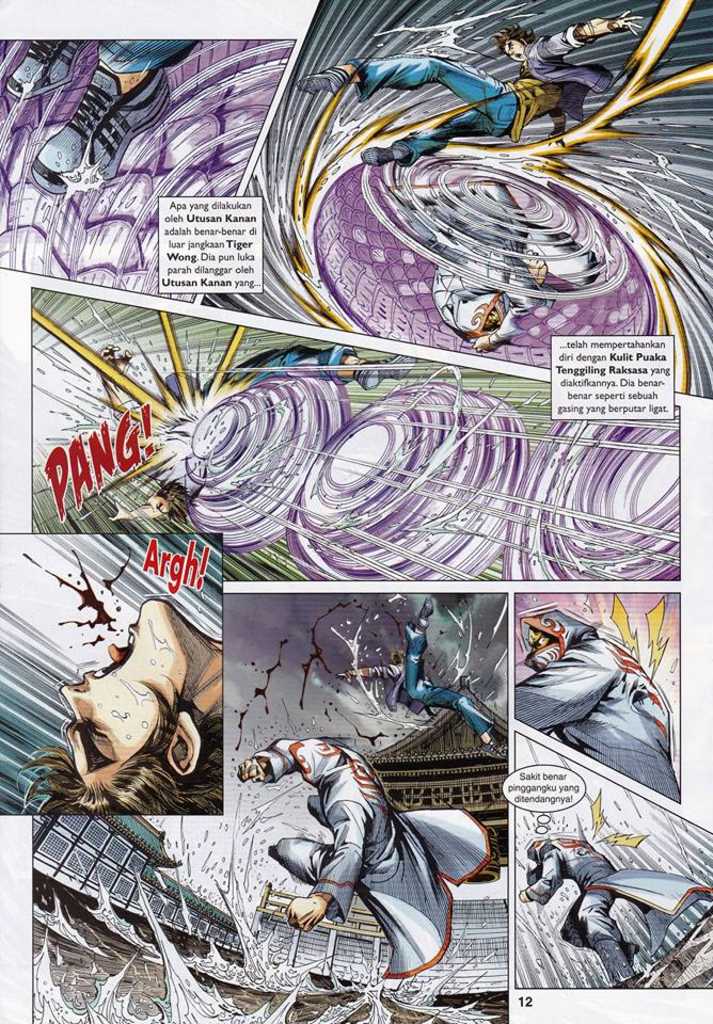 Apa yang dilakukan
oleh Utusan Kanan
adalah benar-benar di
luar jangkaan Tiger
Wong. Dia pun luka
parah dilanggar oleh
Utusan Kanan yang...
...telah mempertahankan
diri dengan Kulit Puaka
Tenggiling Raksasa yang
diaktifkannya. Dia benar-
benar seperti sebuah
gasing yang berputar ligat.
PANG!
Argh!
Sakit benar
pinggangku yang
ditendangnya!
12